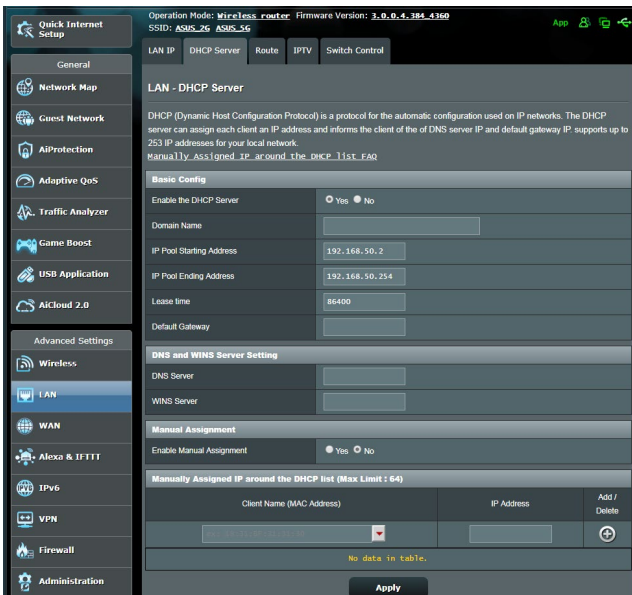 Quick Internet
Setup
Operation Mode: Wireless router Firmware Version: 3.0.0.4.384_4360
SSID: ASUS_2G ASUS_5G
App
LAN IP DHCP Server Route IPTV Switch Control
General
Network Map
Guest Network
AiProtection
Adaptive QoS
Traffic Analyzer
Game Boost
USB Application
AiCloud 2.0
Advanced Settings
Wireless
LAN
WAN
Alexa & IFTTT
IPv6
VPN
Firewall
Administration
LAN - DHCP Server
DHCP (Dynamic Host Configuration Protocol) is a protocol for the automatic configuration used on IP networks. The DHCP
server can assign each client an IP address and informs the client of the of DNS server IP and default gateway IP. supports up to
253 IP addresses for your local network.
Manually Assigned IP around the DHCP list FAQ
Basic Config
Enable the DHCP Server Yes No
Domain Name
IP Pool Starting Address 192.168.50.2
IP Pool Ending Address 192.168.50.254
Lease time 86400
Default Gateway
DNS and WINS Server Setting
DNS Server
WINS Server
Manual Assignment
Enable Manual Assignment Yes No
Manually Assigned IP around the DHCP list (Max Limit : 64)
Client Name (MAC Address) IP Address Add /
Delete
No data in table.
Apply